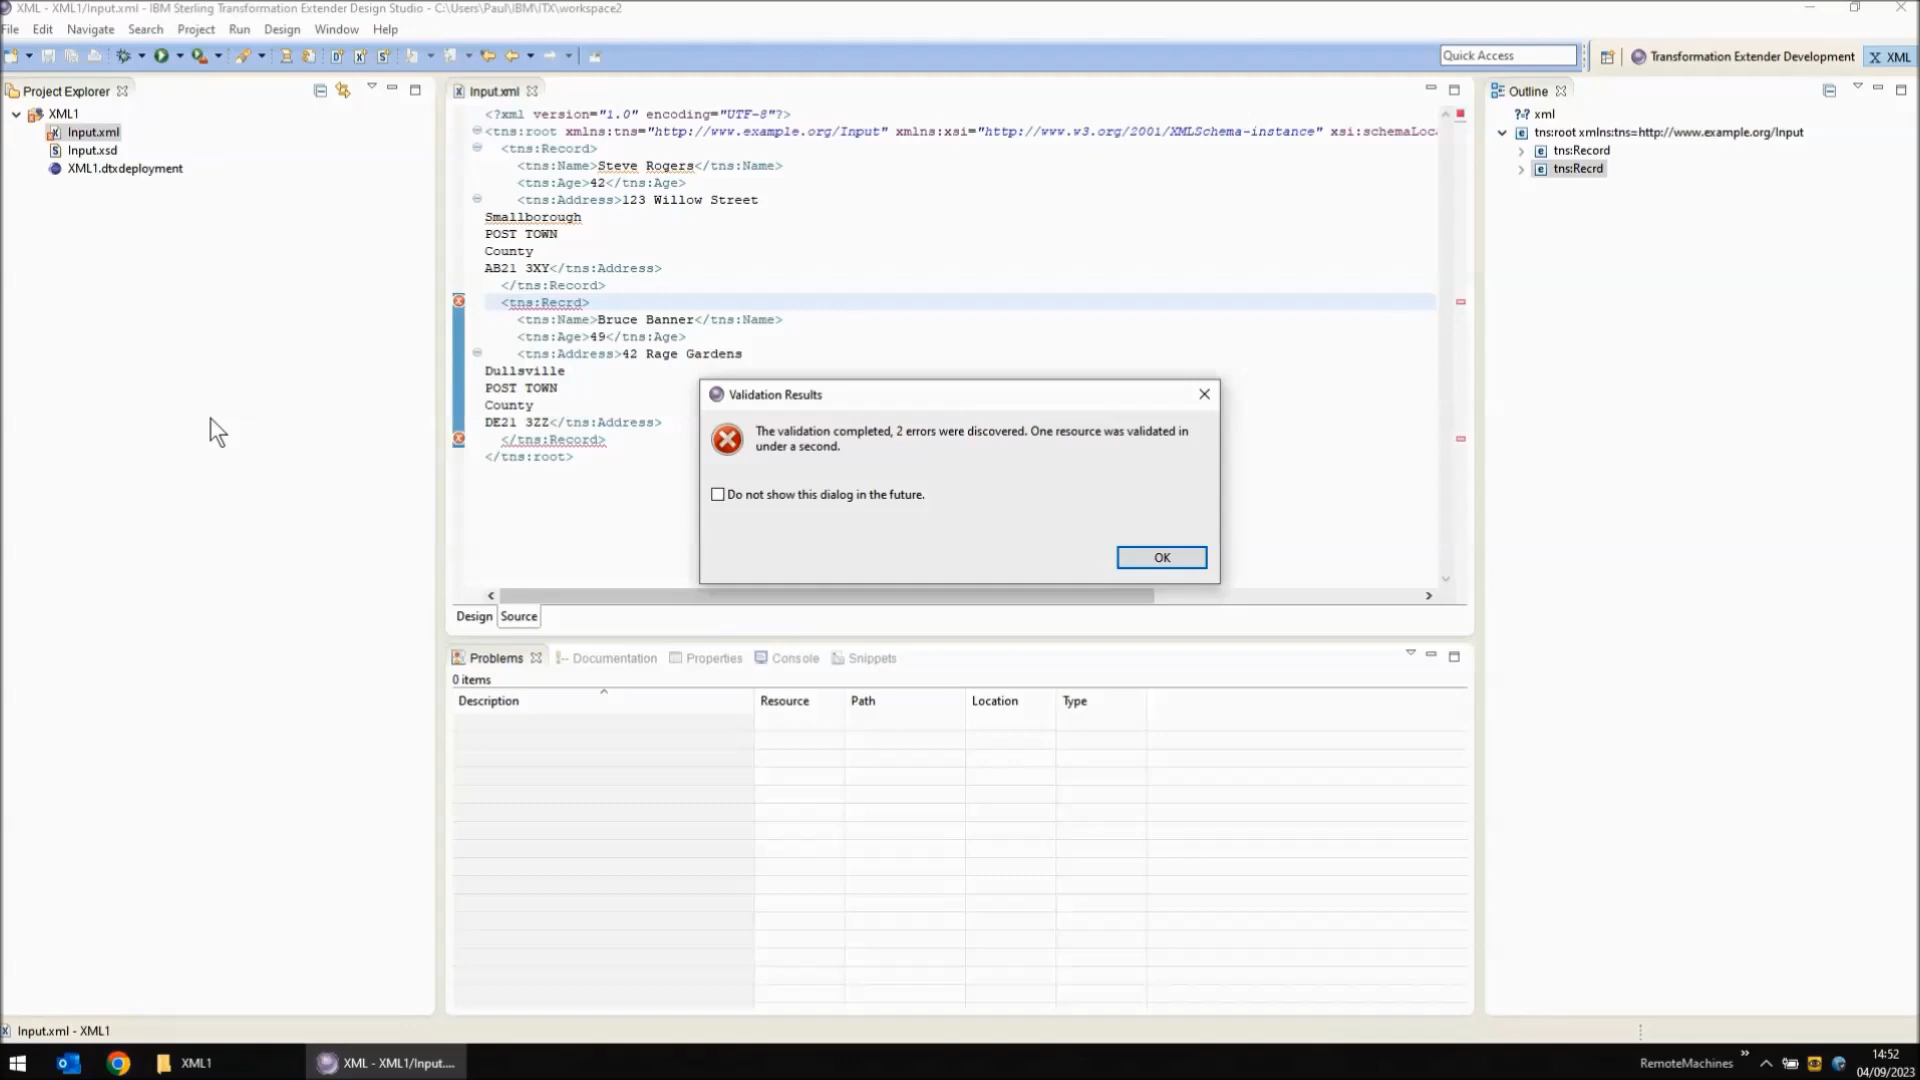 XML - XML1/Input.xml - IBM Sterling Transformation Extender Design Studio - C:\Users\Paul\IBM\ITX\workspace2
File Edit Navigate Search Project Run Design Window Help
Quick Access
Transformation Extender Development
XML
Project Explorer
XML1
Input.xml
Input.xsd
XML1.dtxdeployment
Input.xml
<?xml version="1.0" encoding="UTF-8"?>
<tns:root xmlns:tns="http://www.example.org/Input" xmlns:xsi="http://www.w3.org/2001/XMLSchema-instance" xsi:schemaLoc
<tns:Record>
<tns:Name>Steve Rogers</tns:Name>
<tns:Age>42</tns:Age>
<tns:Address>123 Willow Street
Smallborough
POST TOWN
County
AB21 3XY</tns:Address>
</tns:Record>
<tns:Recrd>
<tns:Name>Bruce Banner</tns:Name>
<tns:Age>49</tns:Age>
<tns:Address>42 Rage Gardens
Dullsville
POST TOWN
County
DE21 3ZZ</tns:Address>
</tns:Record>
</tns:root>
Validation Results
The validation completed, 2 errors were discovered. One resource was validated in
under a second.
Do not show this dialog in the future.
OK
Design Source
Outline
?-? xml
tns:root xmlns:tns=http://www.example.org/Input
tns:Record
tns:Recrd
Problems Documentation Properties Console Snippets
0 items
Description Resource Path Location Type
Input.xml - XML1
XML1
XML - XML1/Input....
RemoteMachines
14:52
04/09/2023